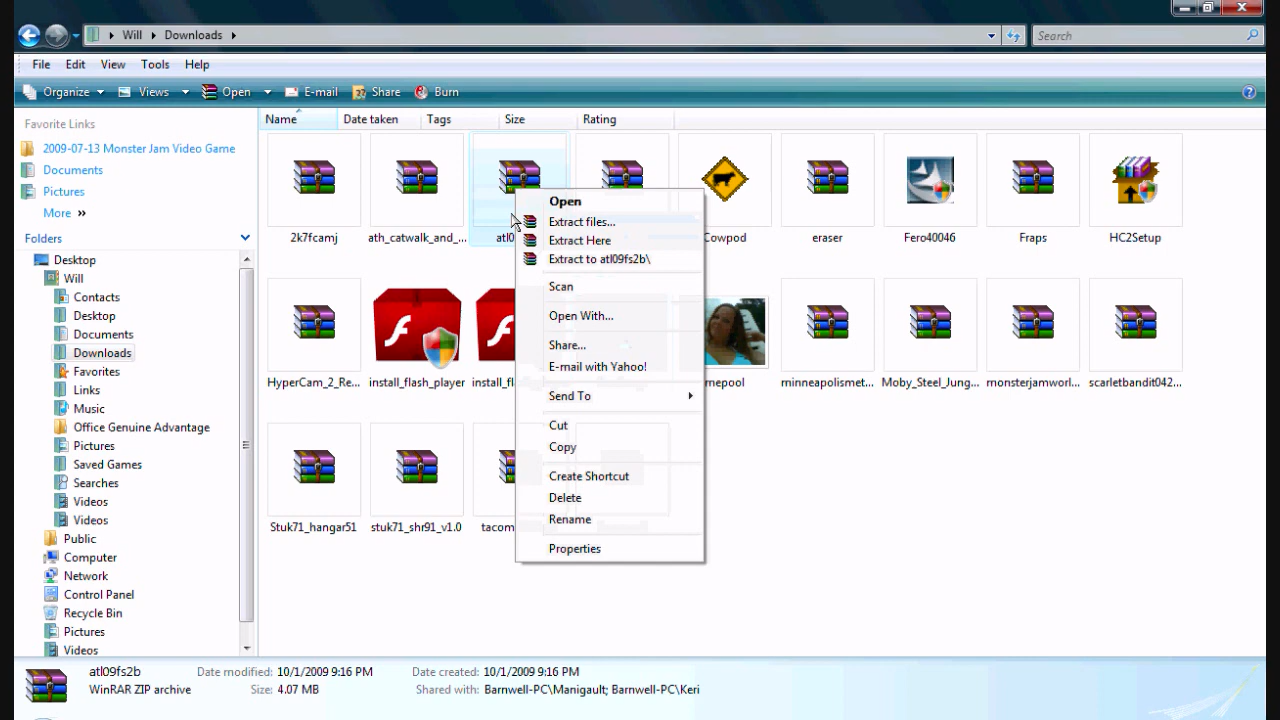 Will Downloads Search
File Edit View Tools Help
Organize Views Open E-mail Share Burn
Favorite Links
2009-07-13 Monster Jam Video Game
Documents
Pictures
More »
Folders
Desktop
Will
Contacts
Desktop
Documents
Downloads
Favorites
Links
Music
Office Genuine Advantage
Pictures
Saved Games
Searches
Videos
Videos
Public
Computer
Network
Control Panel
Recycle Bin
Pictures
Videos
Name Date taken Tags Size Rating
2k7fcamj ath_catwalk_and_... atl0 Cowpod eraser Fero40046 Fraps HC2Setup
HyperCam_2_Re... install_flash_player install_fl mepool minneapolismet... Moby_Steel_Jung... monsterjamworl... scarletbandit042...
Stuk71_hangar51 stuk71_shr91_v1.0 tacom
Open
Extract files...
Extract Here
Extract to atl09fs2b\
Scan
Open With...
Share...
E-mail with Yahoo!
Send To
Cut
Copy
Create Shortcut
Delete
Rename
Properties
atl09fs2b Date modified: 10/1/2009 9:16 PM Date created: 10/1/2009 9:16 PM
WinRAR ZIP archive Size: 4.07 MB Shared with: Barnwell-PC\Manigault; Barnwell-PC\Keri